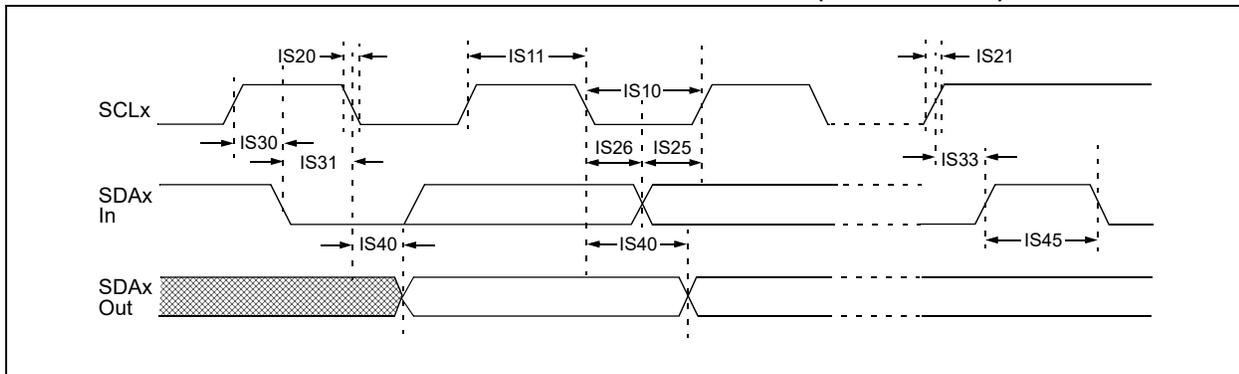 IS20
IS11
IS21
IS10
SCLx
IS30
IS26
IS25
IS31
IS33
SDAx
In
IS40
IS40
IS45
SDAx
Out